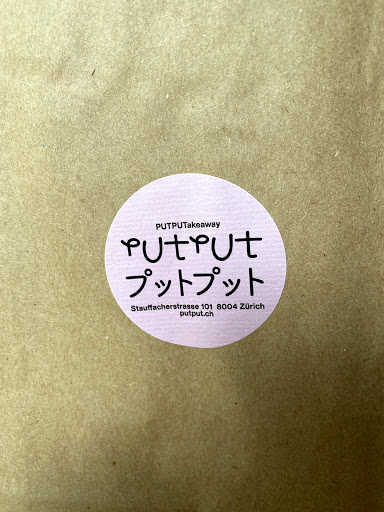 PUTPUTakeaway
PUTPUT
プットプット
Stauffacherstrasse 101 8004 Zürich
putput.ch